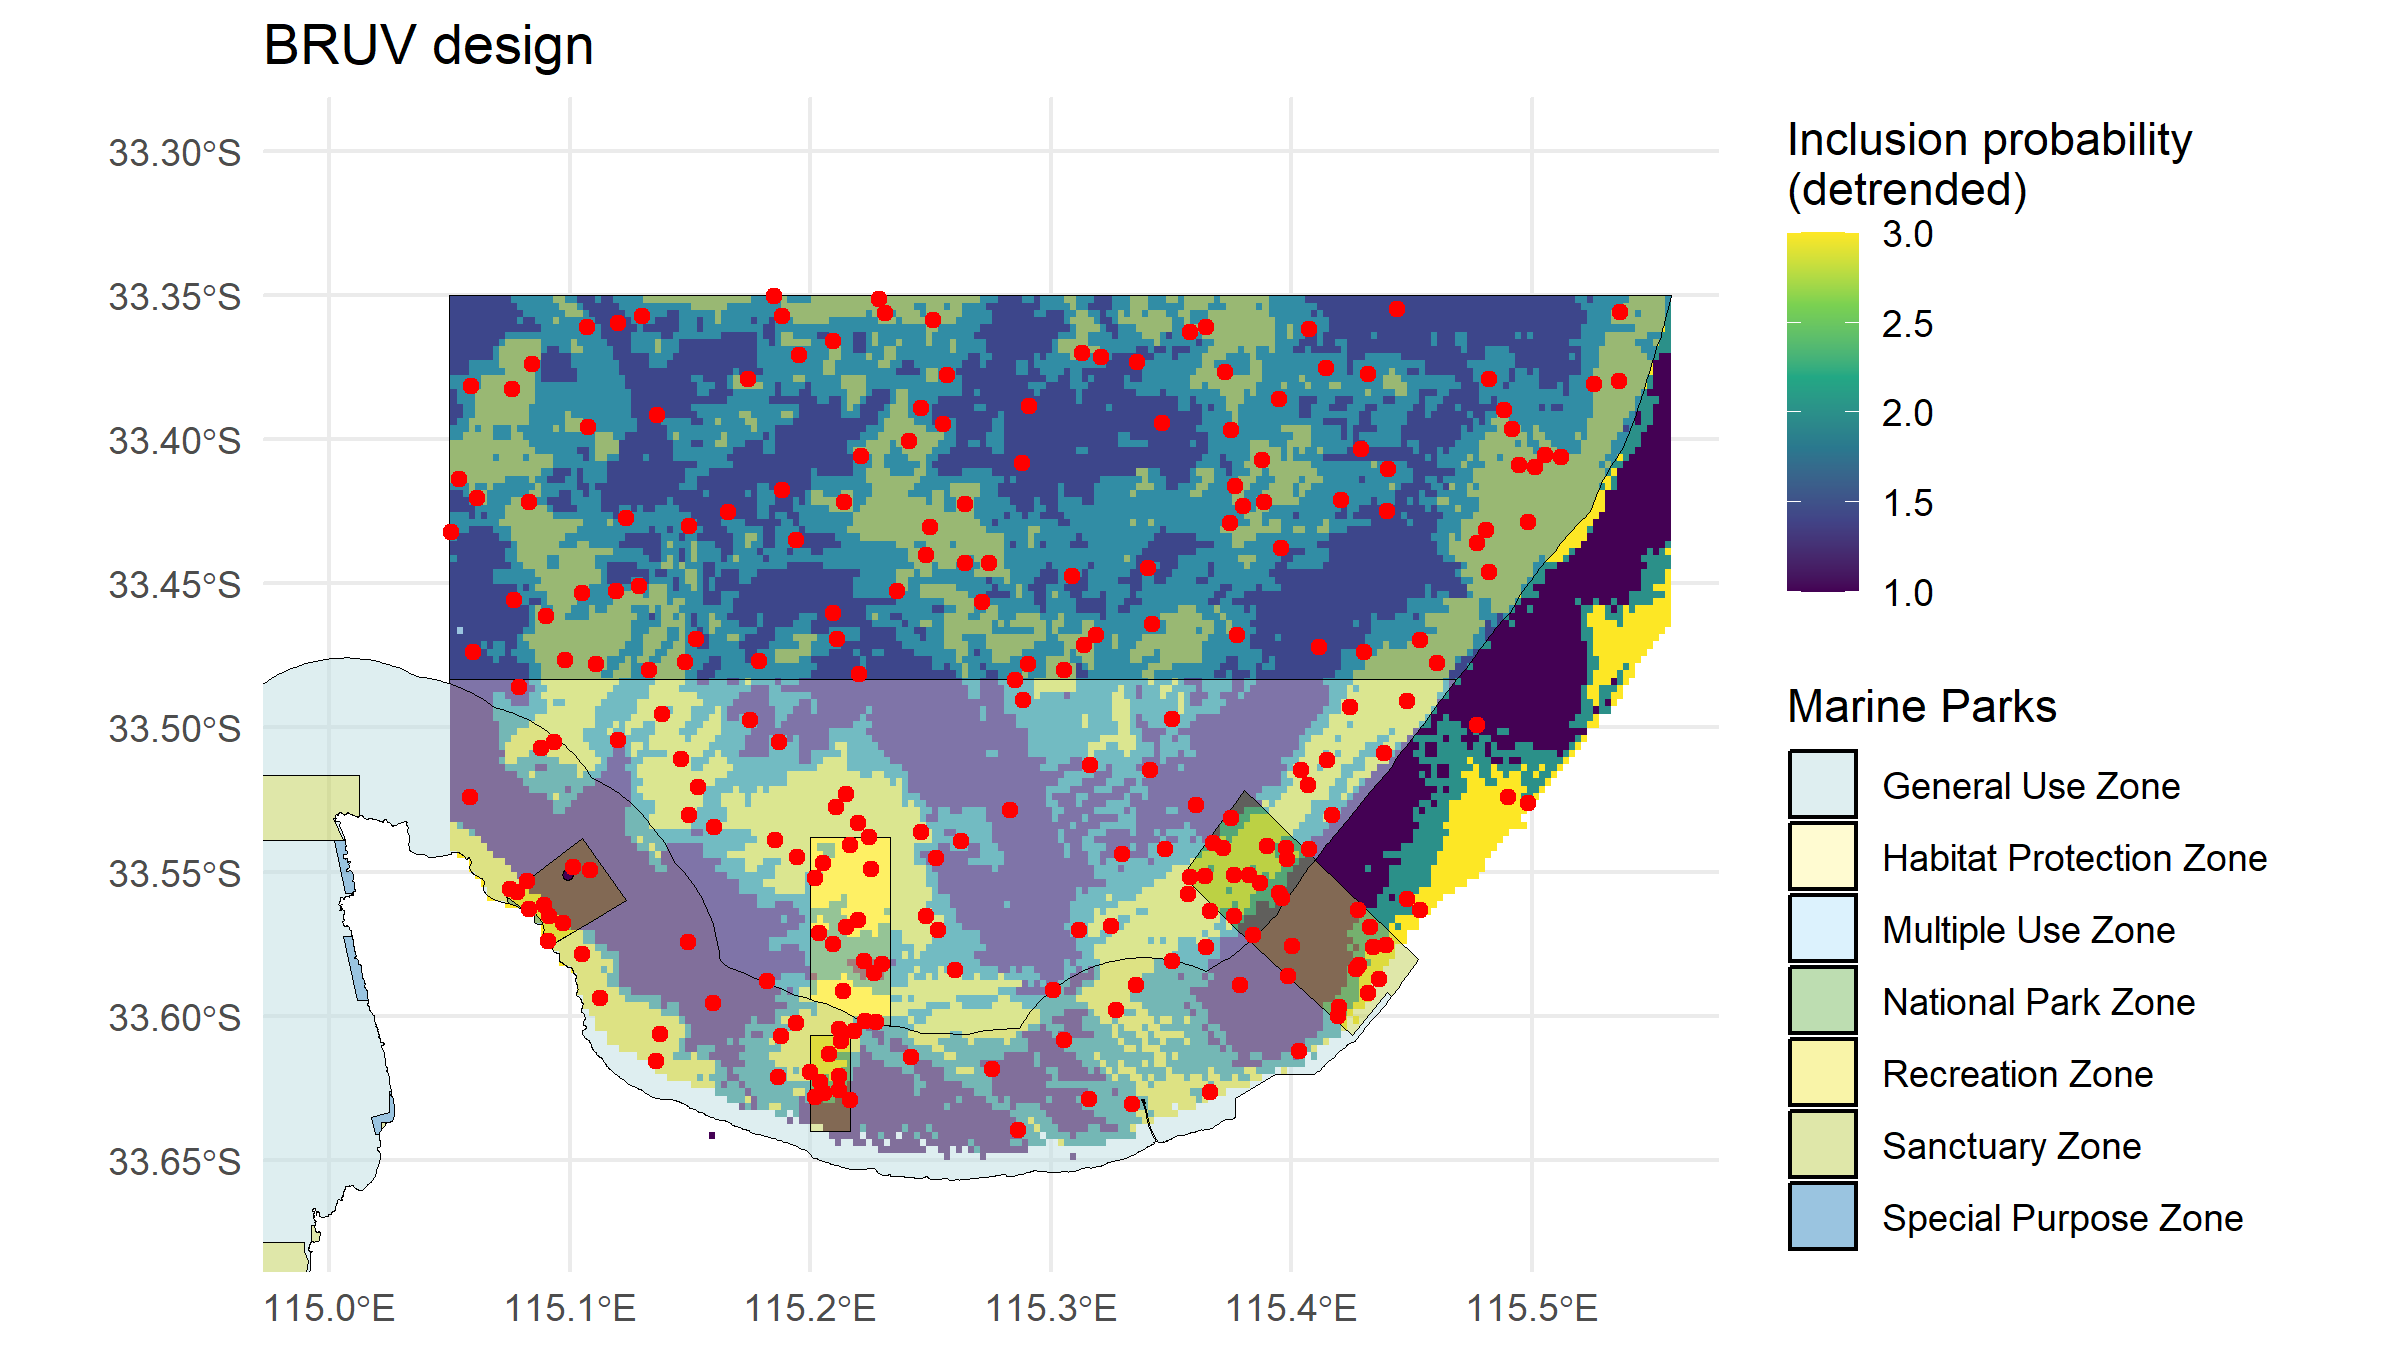 BRUV design
33.30°S
33.35°S
33.40°S
33.45°S
33.50°S
33.55°S
33.60°S
33.65°S
115.0°E
115.1°E
115.2°E
115.3°E
115.4°E
115.5°E
Inclusion probability
(detrended)
3.0
2.5
2.0
1.5
1.0
Marine Parks
General Use Zone
Habitat Protection Zone
Multiple Use Zone
National Park Zone
Recreation Zone
Sanctuary Zone
Special Purpose Zone